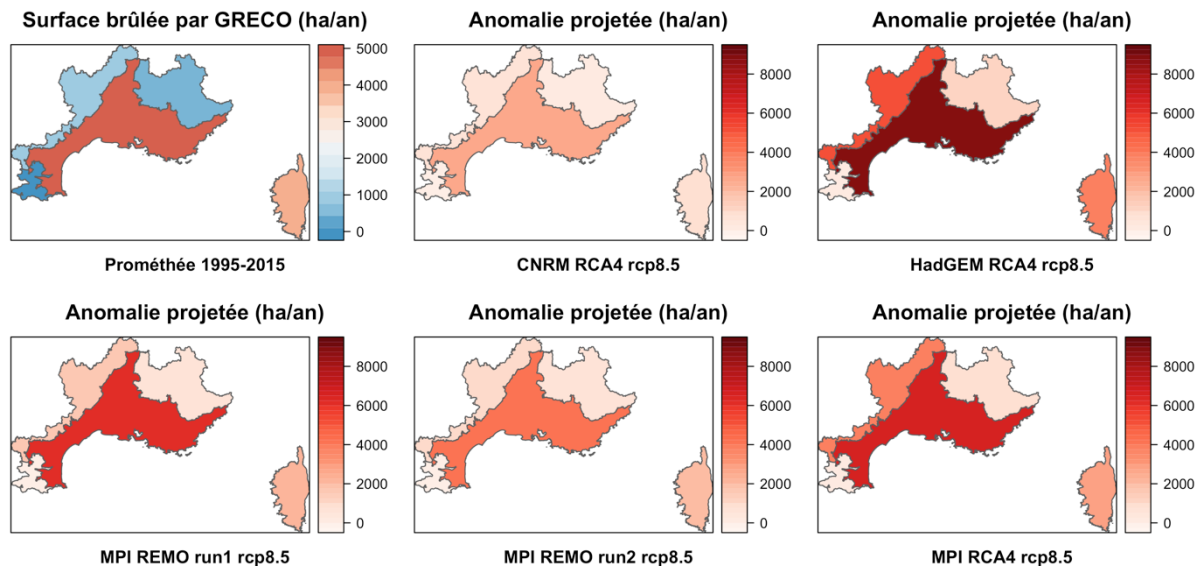 Surface brûlée par GRECO (ha/an)
5000
4000
3000
2000
1000
0
Prométhée 1995-2015
Anomalie projetée (ha/an)
8000
6000
4000
2000
0
CNRM RCA4 rcp8.5
Anomalie projetée (ha/an)
8000
6000
4000
2000
0
HadGEM RCA4 rcp8.5
Anomalie projetée (ha/an)
8000
6000
4000
2000
0
MPI REMO run1 rcp8.5
Anomalie projetée (ha/an)
8000
6000
4000
2000
0
MPI REMO run2 rcp8.5
Anomalie projetée (ha/an)
8000
6000
4000
2000
0
MPI RCA4 rcp8.5